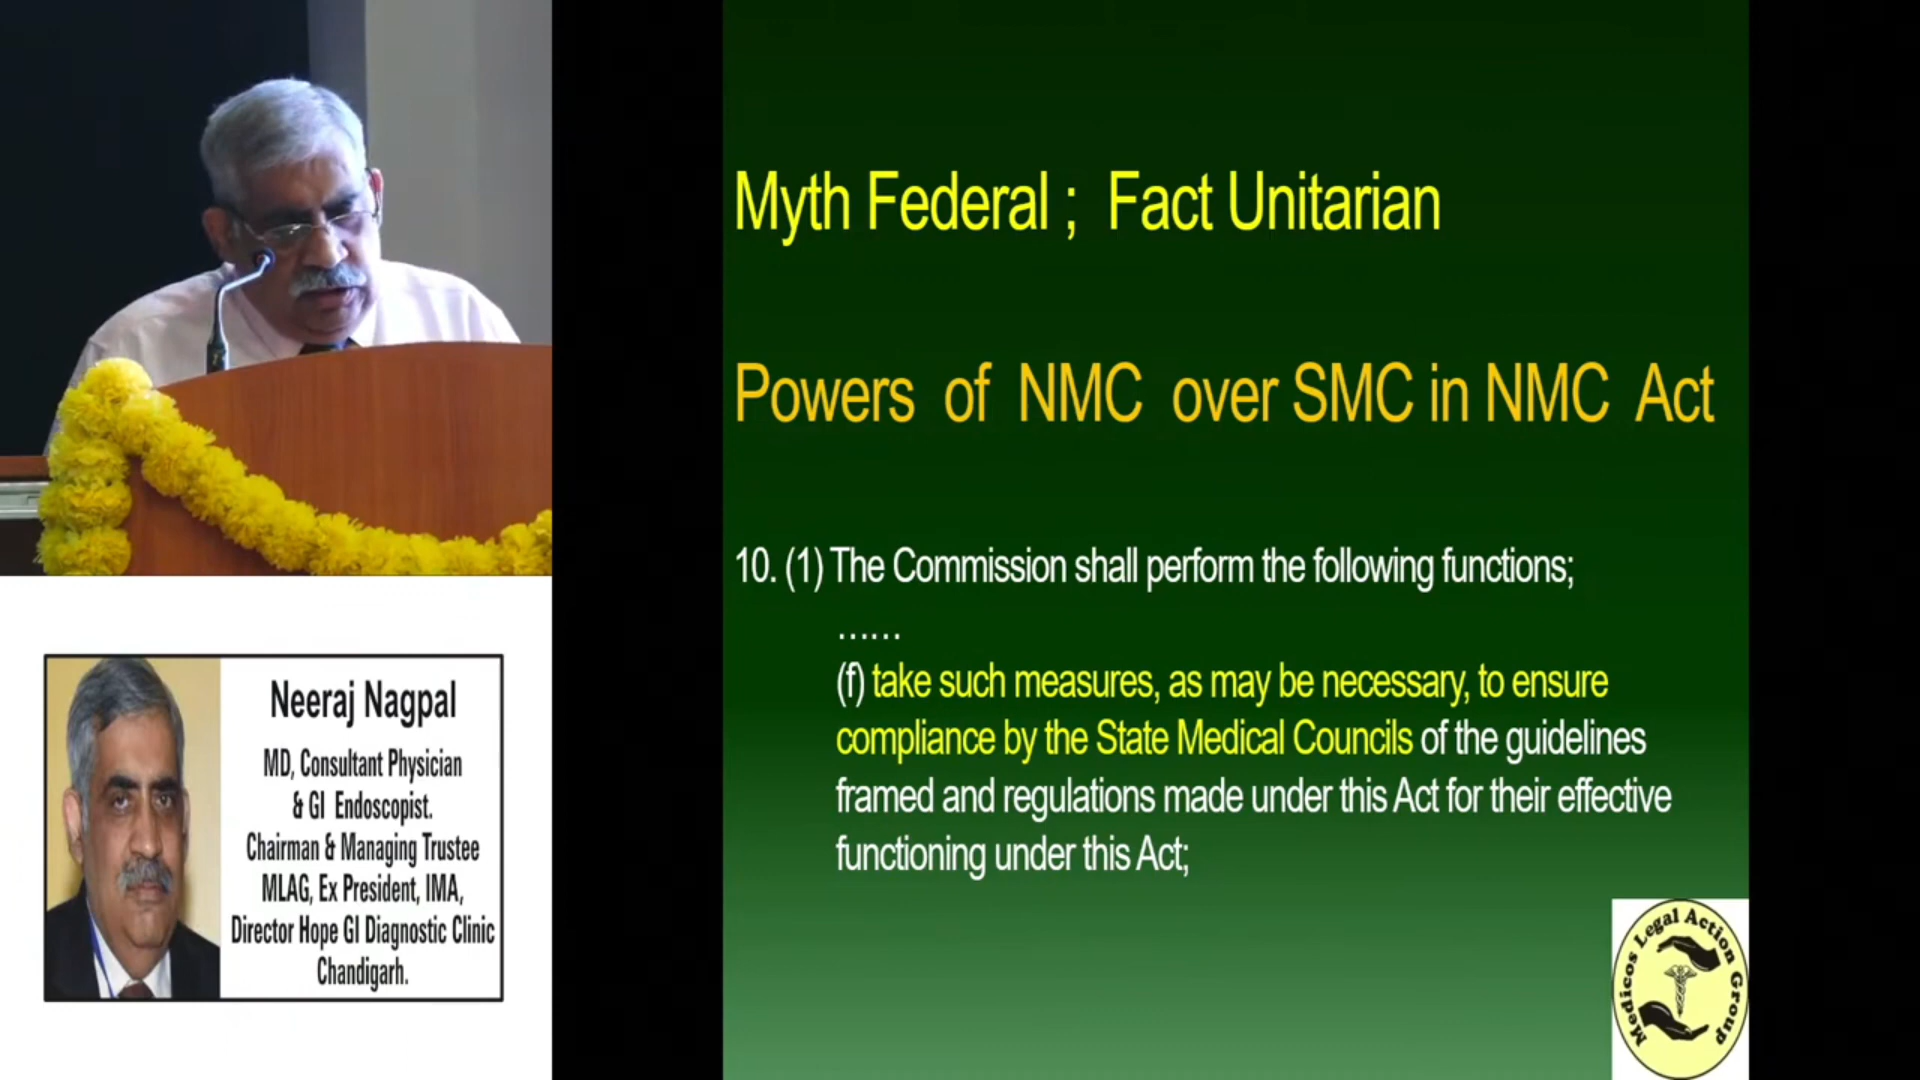 Myth Federal ; Fact Unitarian
Powers of NMC over SMC in NMC Act
10. (1) The Commission shall perform the following functions;
……
(f) take such measures, as may be necessary, to ensure
compliance by the State Medical Councils of the guidelines
framed and regulations made under this Act for their effective
functioning under this Act;
Medicos Legal Action Group
Neeraj Nagpal
MD, Consultant Physician
& GI Endoscopist.
Chairman & Managing Trustee
MLAG, Ex President, IMA,
Director Hope GI Diagnostic Clinic
Chandigarh.